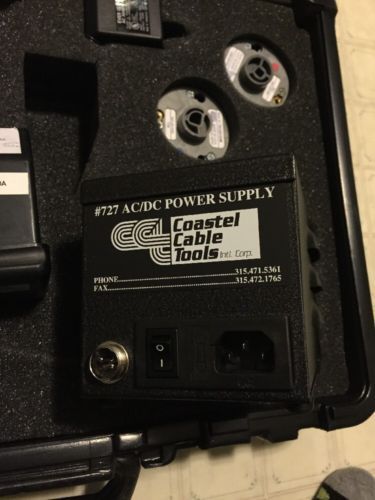 #727 AC/DC POWER SUPPLY
Coastel
Cable
Tools Intl. Corp.
PHONE.................................315.471.5361
FAX.....................................315.472.1765